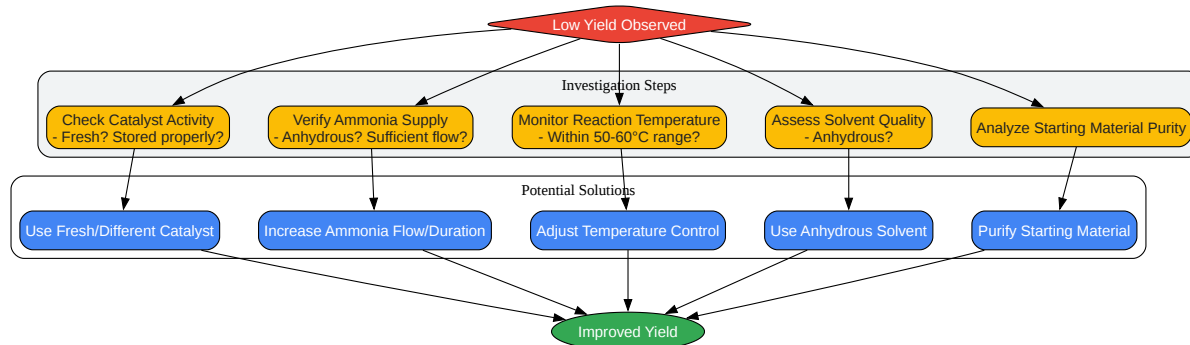 Low Yield Observed
Investigation Steps
Check Catalyst Activity
- Fresh? Stored properly?
Verify Ammonia Supply
- Anhydrous? Sufficient flow?
Monitor Reaction Temperature
- Within 50-60°C range?
Assess Solvent Quality
- Anhydrous?
Analyze Starting Material Purity
Potential Solutions
Use Fresh/Different Catalyst
Increase Ammonia Flow/Duration
Adjust Temperature Control
Use Anhydrous Solvent
Purify Starting Material
Improved Yield